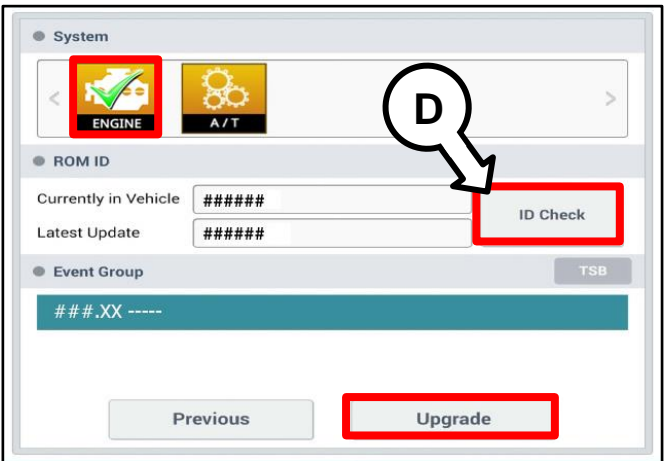 System
<
ENGINE
A/T
D
>
ROM ID
Currently in Vehicle ######
ID Check
Latest Update ######
Event Group TSB
###.XX -----
Previous Upgrade